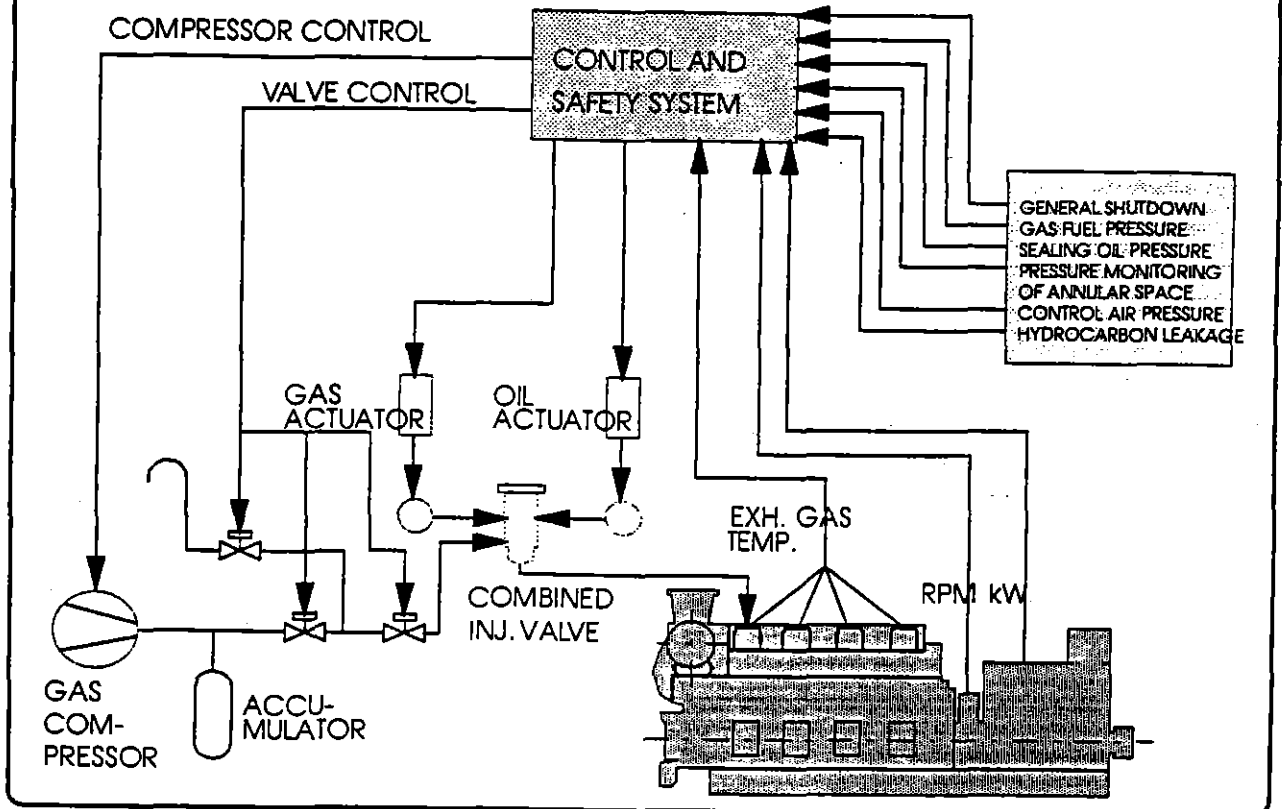 COMPRESSOR CONTROL
VALVE CONTROL
CONTROL AND
SAFETY SYSTEM
GENERAL SHUTDOWN
GAS FUEL PRESSURE
SEALING OIL PRESSURE
PRESSURE MONITORING
OF ANNULAR SPACE
CONTROL AIR PRESSURE
HYDROCARBON LEAKAGE
GAS
ACTUATOR
OIL
ACTUATOR
EXH. GAS
TEMP.
RPM kW
COMBINED
INJ. VALVE
GAS
COM-
PRESSOR
ACCU-
MULATOR